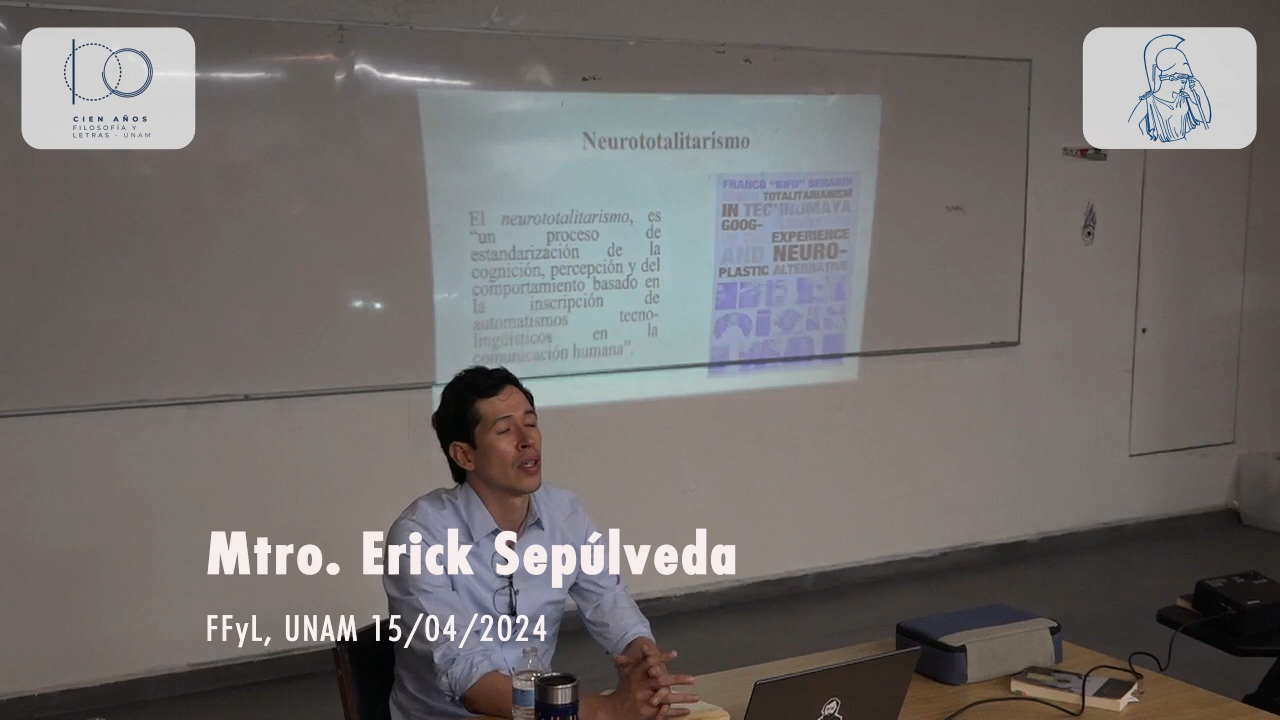 CIEN AÑOS
FILOSOFÍA Y
LETRAS · UNAM
Neurototalitarismo
El neurototalitarismo, es
“un proceso de
estandarización de la
cognición, percepción y del
comportamiento basado en
la inscripción de
automatismos tecno-
lingüísticos en la
comunicación humana”.
FRANCO "BIFO" BERARDI
TOTALITARIANISM
IN TECHNOMAYA
GOOG-
EXPERIENCE
AND NEURO-
PLASTIC ALTERNATIVE
Mtro. Erick Sepúlveda
FFyL, UNAM 15/04/2024